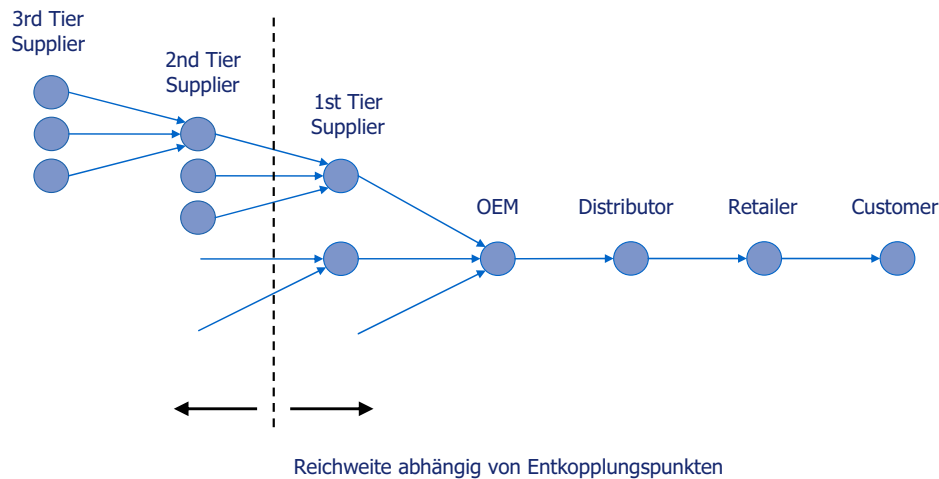 3rd Tier
Supplier
2nd Tier
Supplier
1st Tier
Supplier
OEM
Distributor
Retailer
Customer
Reichweite abhängig von Entkopplungspunkten